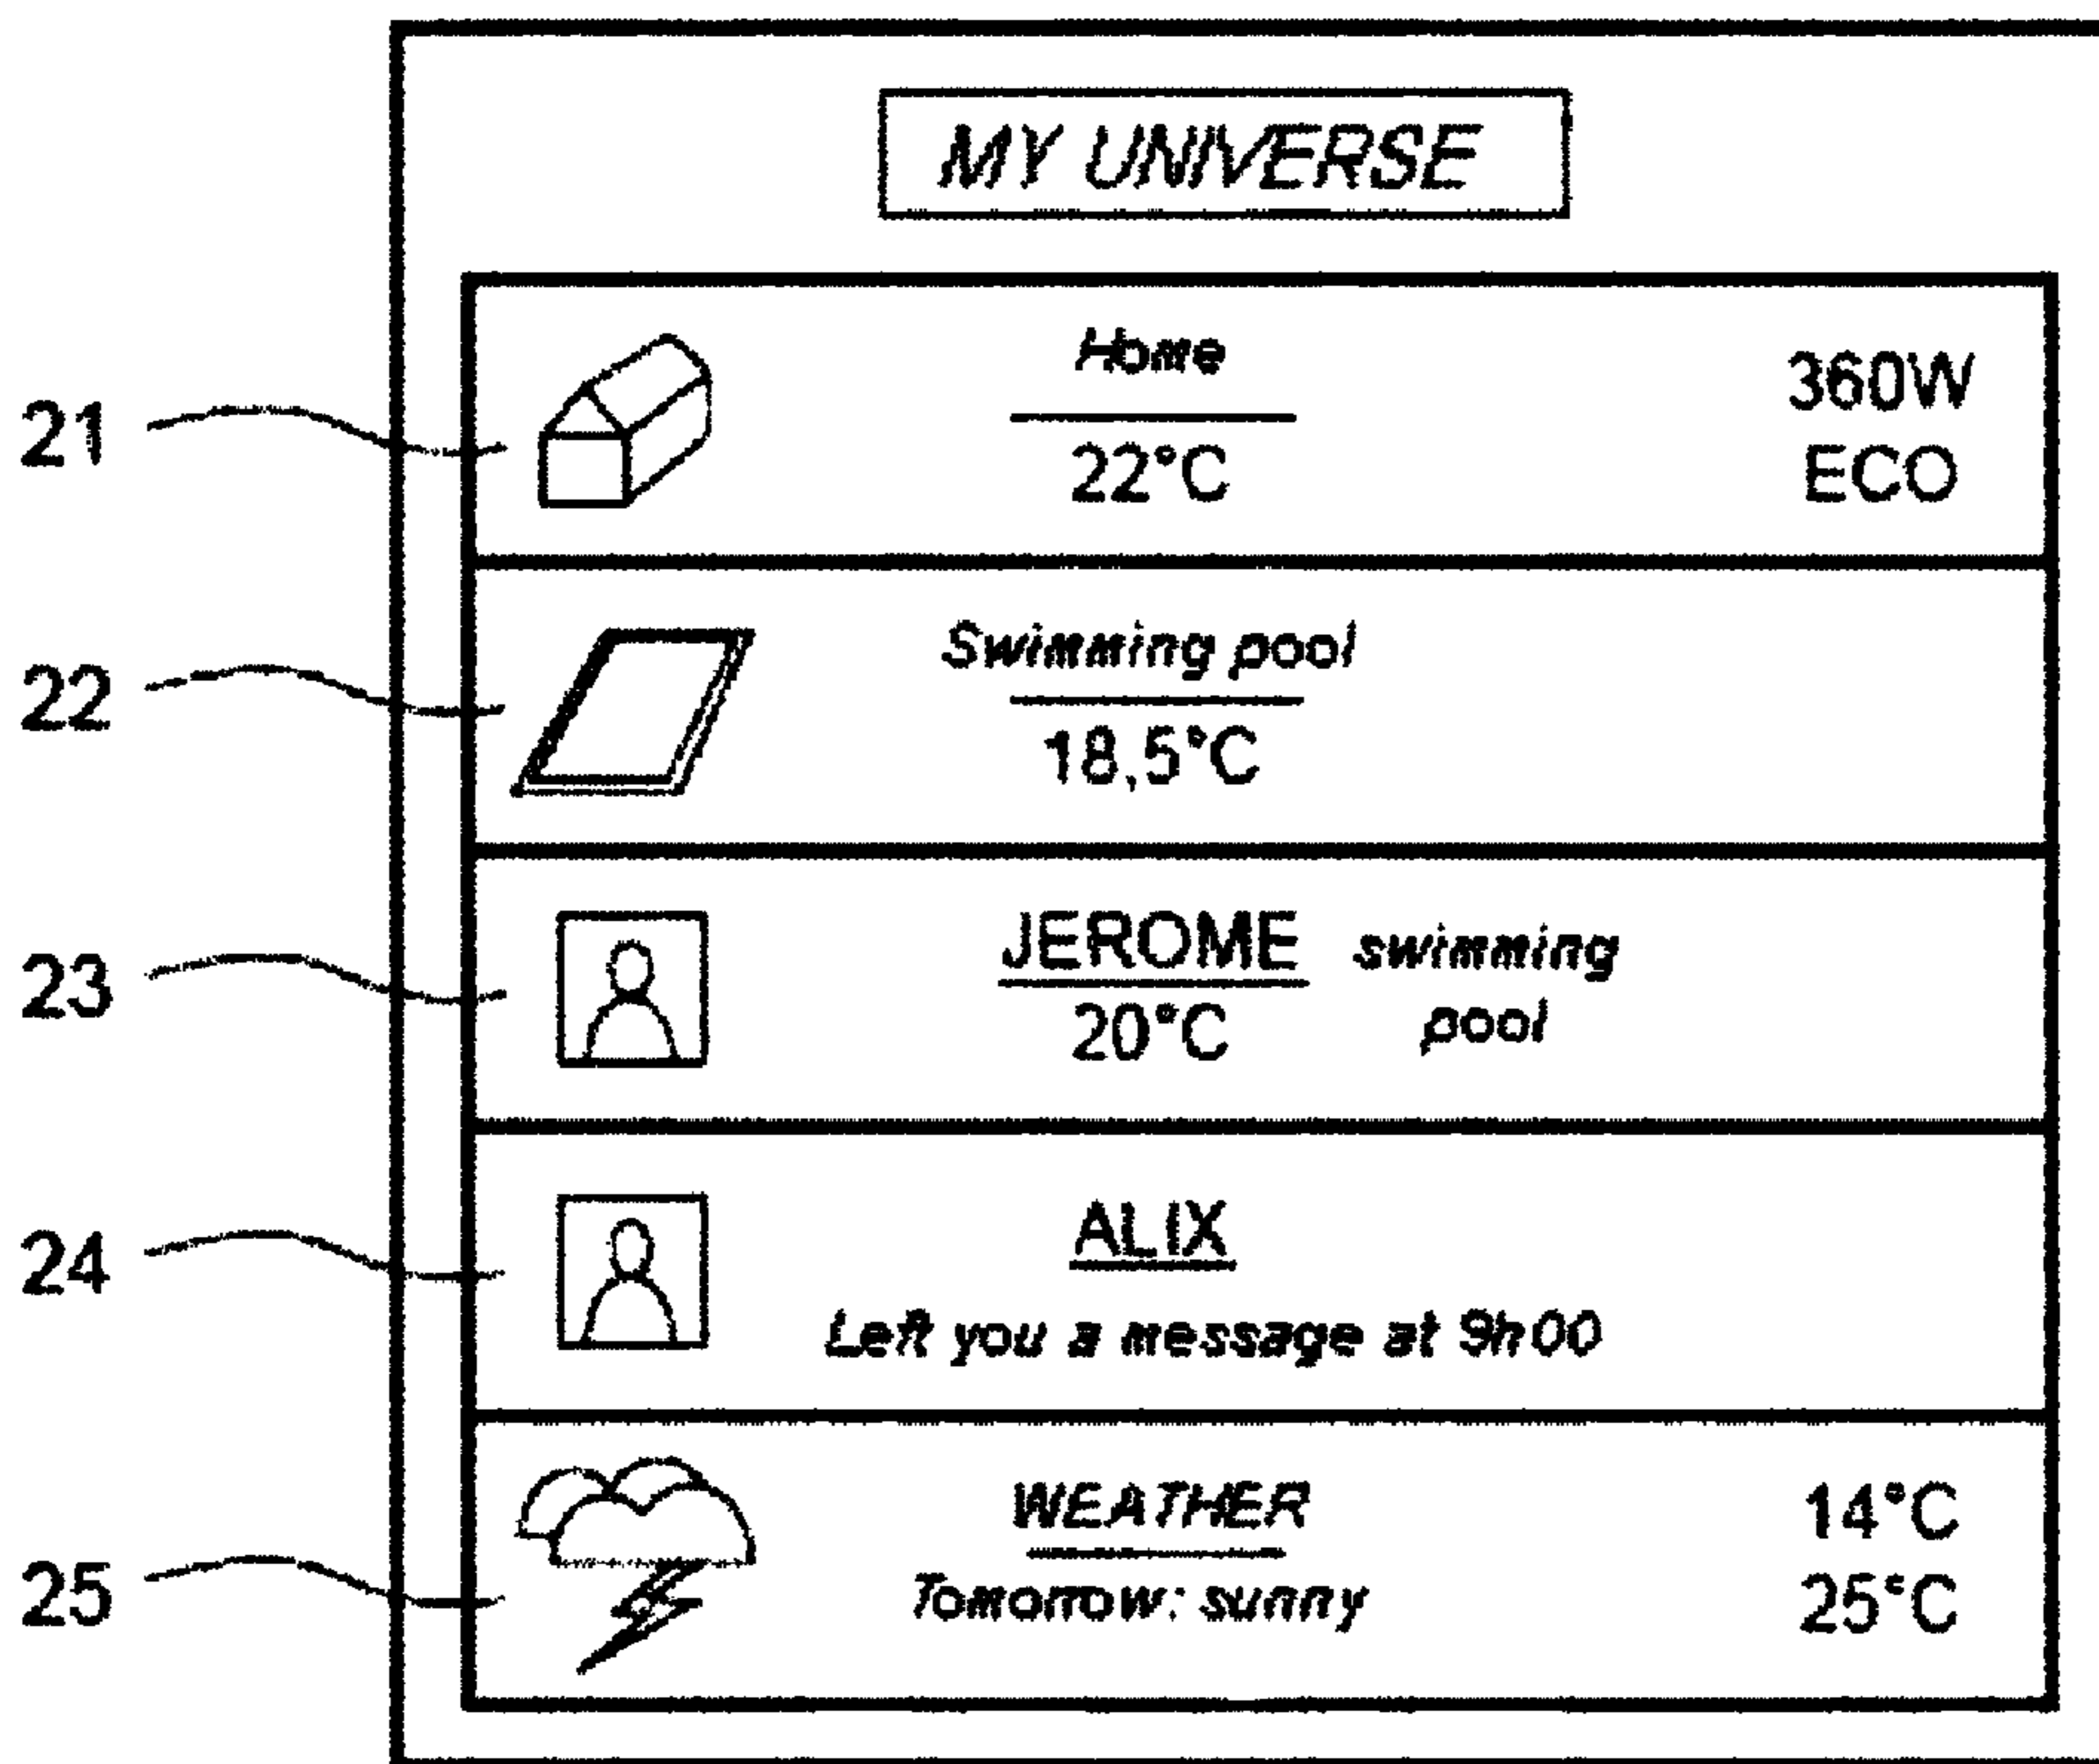 MY UNIVERSE
21
Home
22°C
360W
ECO
22
Swimming pool
18,5°C
23
JEROME
20°C
swimming
pool
24
ALIX
Left you a message at 9h00
25
WEATHER
Tomorrow: sunny
14°C
25°C